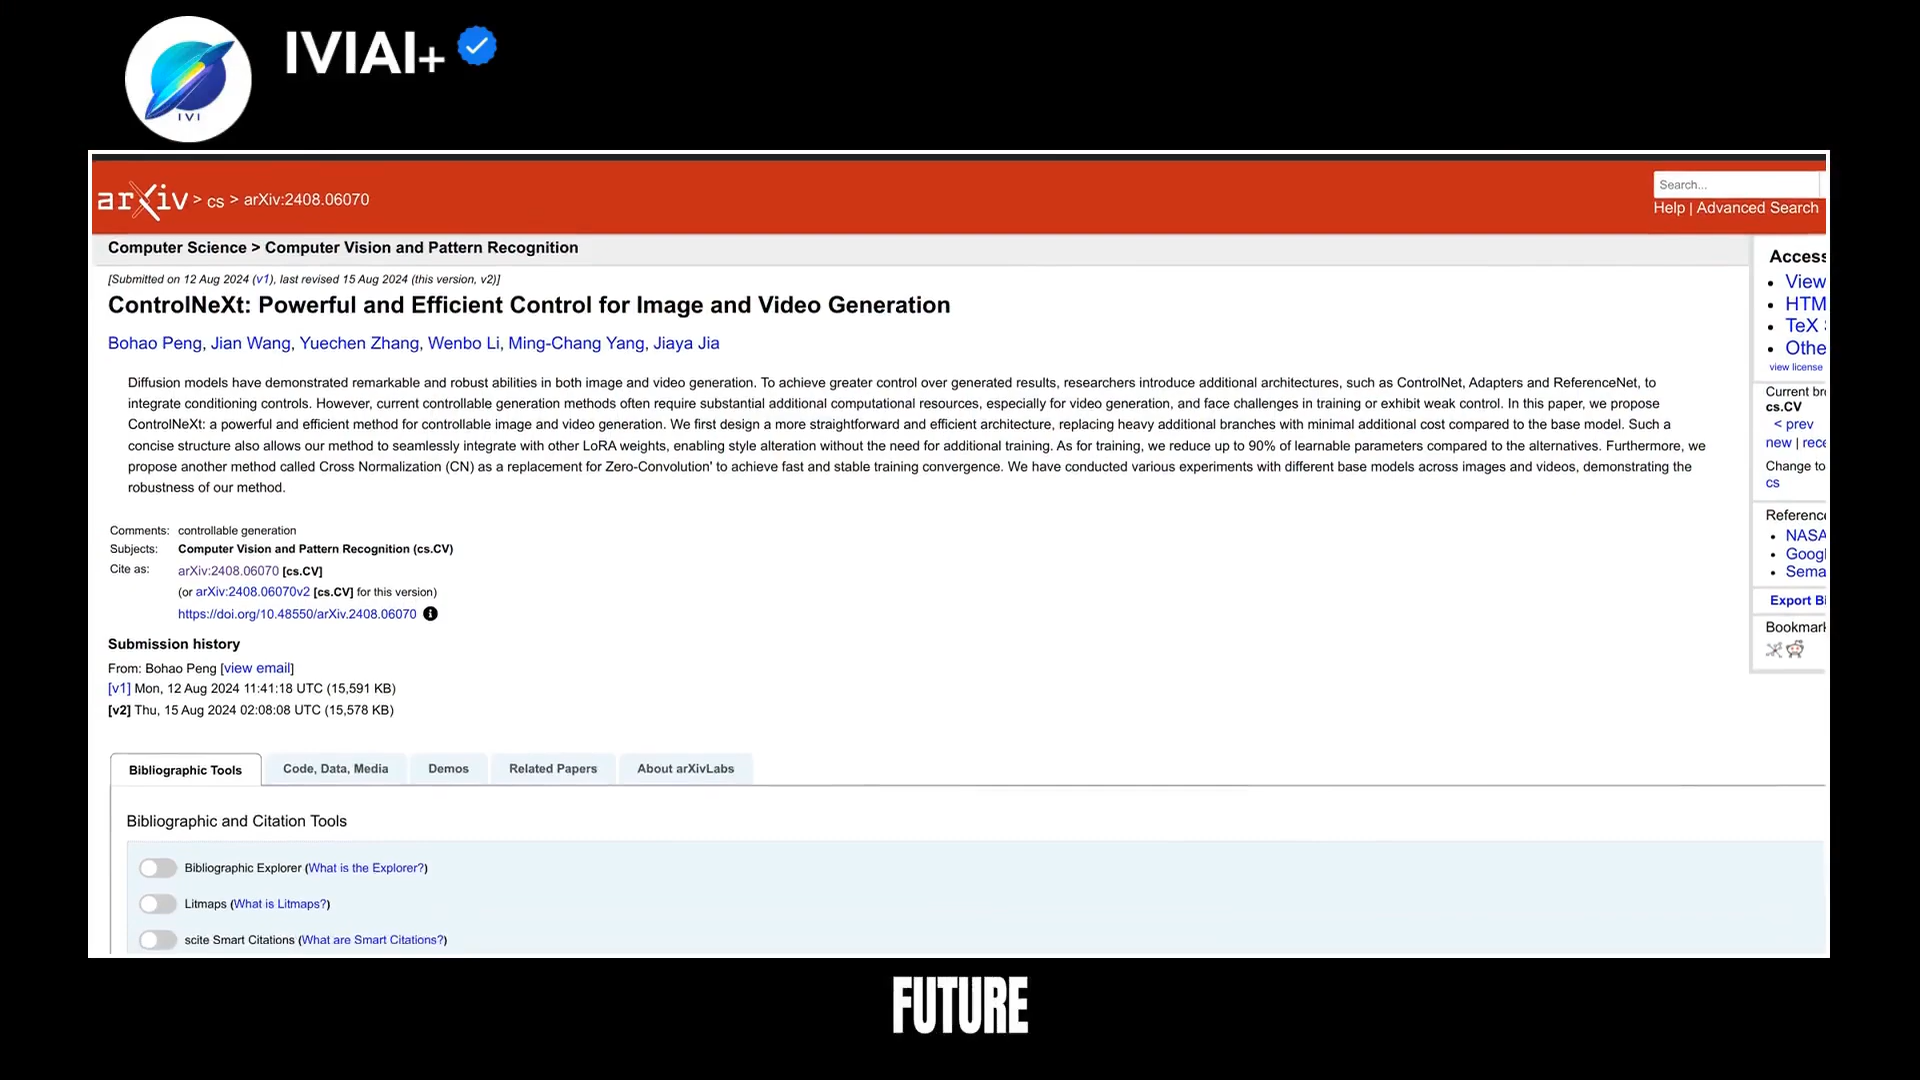 IVIAI+
IVI
arXiv > cs > arXiv:2408.06070
Search...
Help | Advanced Search
Computer Science > Computer Vision and Pattern Recognition
[Submitted on 12 Aug 2024 (v1), last revised 15 Aug 2024 (this version, v2)]
ControlNeXt: Powerful and Efficient Control for Image and Video Generation
Bohao Peng, Jian Wang, Yuechen Zhang, Wenbo Li, Ming-Chang Yang, Jiaya Jia
Diffusion models have demonstrated remarkable and robust abilities in both image and video generation. To achieve greater control over generated results, researchers introduce additional architectures, such as ControlNet, Adapters and ReferenceNet, to
integrate conditioning controls. However, current controllable generation methods often require substantial additional computational resources, especially for video generation, and face challenges in training or exhibit weak control. In this paper, we propose
ControlNeXt: a powerful and efficient method for controllable image and video generation. We first design a more straightforward and efficient architecture, replacing heavy additional branches with minimal additional cost compared to the base model. Such a
concise structure also allows our method to seamlessly integrate with other LoRA weights, enabling style alteration without the need for additional training. As for training, we reduce up to 90% of learnable parameters compared to the alternatives. Furthermore, we
propose another method called Cross Normalization (CN) as a replacement for Zero-Convolution' to achieve fast and stable training convergence. We have conducted various experiments with different base models across images and videos, demonstrating the
robustness of our method.
Comments: controllable generation
Subjects: Computer Vision and Pattern Recognition (cs.CV)
Cite as: arXiv:2408.06070 [cs.CV]
(or arXiv:2408.06070v2 [cs.CV] for this version)
https://doi.org/10.48550/arXiv.2408.06070
Submission history
From: Bohao Peng [view email]
[v1] Mon, 12 Aug 2024 11:41:18 UTC (15,591 KB)
[v2] Thu, 15 Aug 2024 02:08:08 UTC (15,578 KB)
Bibliographic Tools
Code, Data, Media
Demos
Related Papers
About arXivLabs
Bibliographic and Citation Tools
Bibliographic Explorer (What is the Explorer?)
Litmaps (What is Litmaps?)
scite Smart Citations (What are Smart Citations?)
Access
View
HTM
TeX
Othe
view license
Current br
cs.CV
< prev
new | rece
Change to
cs
Referenc
NASA
Goog
Sema
Export Bi
Bookmark
FUTURE